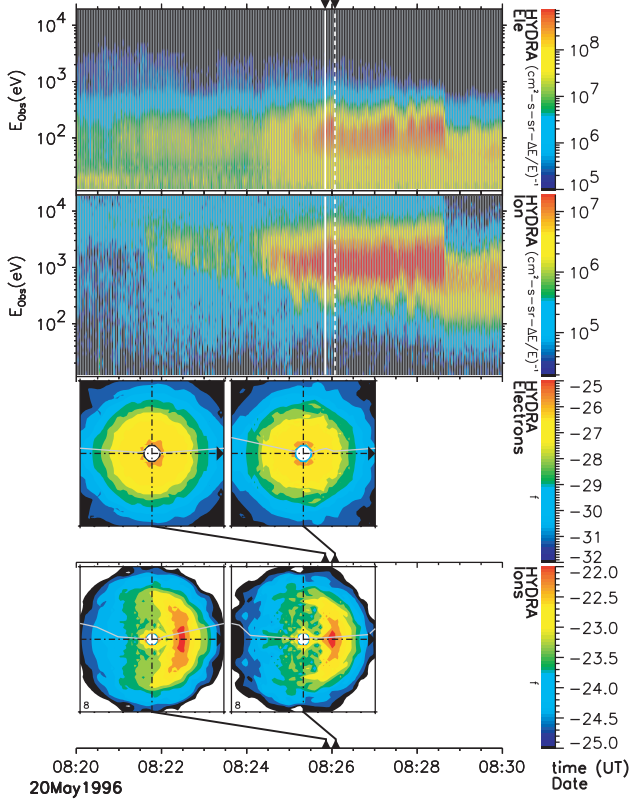 10⁴
10³
10²
E_Obs(eV)
HYDRA
Ele
(cm²−s−sr−ΔE/E)⁻¹
10⁸
10⁷
10⁶
10⁵
10⁴
10³
10²
E_Obs(eV)
HYDRA
Ion
(cm²−s−sr−ΔE/E)⁻¹
10⁷
10⁶
10⁵
HYDRA
Electrons
f
−25
−26
−27
−28
−29
−30
−31
−32
8
8
HYDRA
Ions
f
−22.0
−22.5
−23.0
−23.5
−24.0
−24.5
−25.0
08:20 08:22 08:24 08:26 08:28 08:30 time (UT)
20May1996 Date